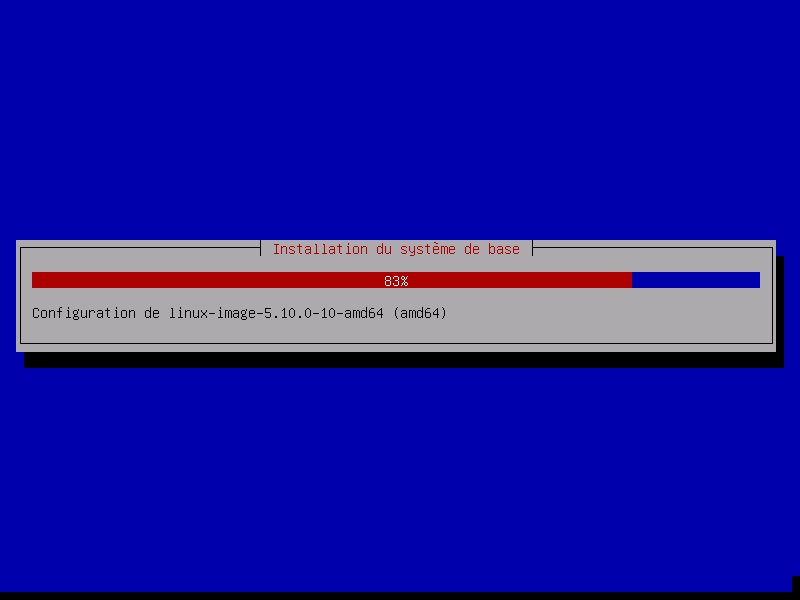 Installation du système de base
83%
Configuration de linux-image-5.10.0-10-amd64 (amd64)